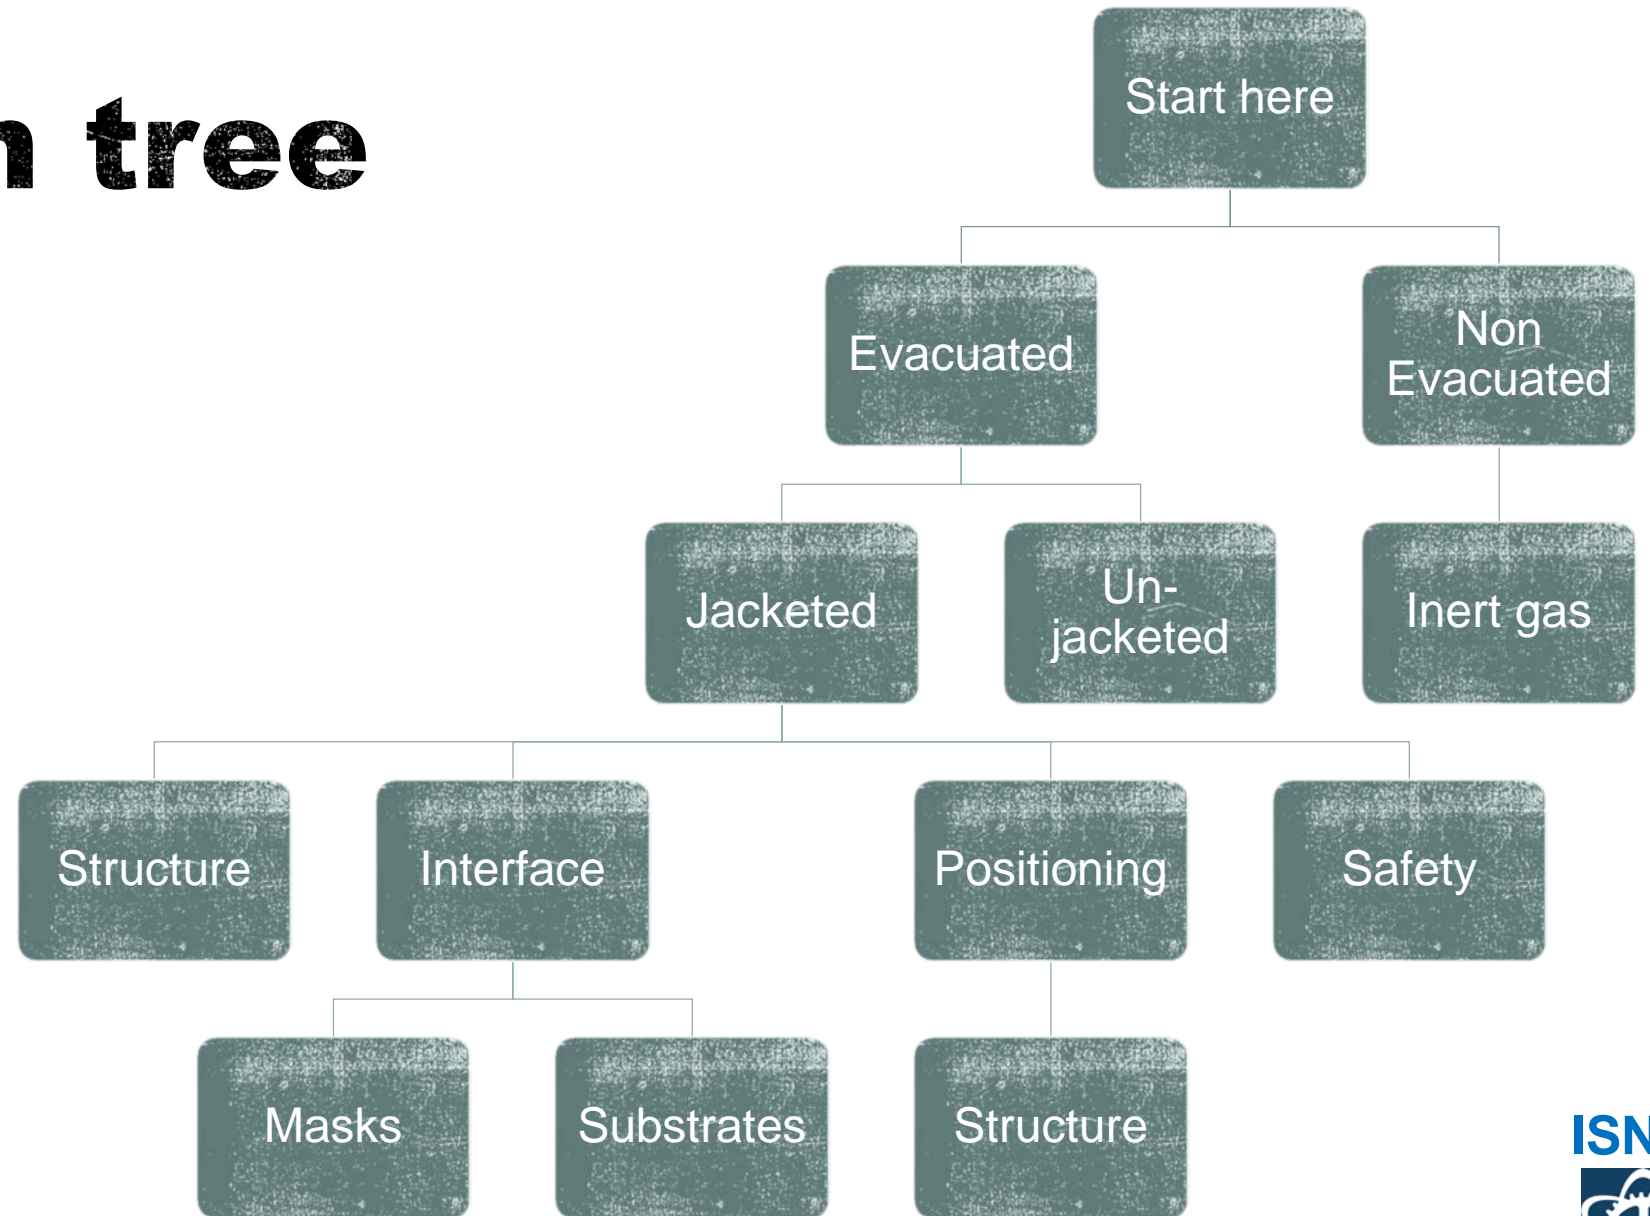 n tree
Start here
Evacuated
Non
Evacuated
Jacketed
Un-
jacketed
Inert gas
Structure
Interface
Positioning
Safety
Masks
Substrates
Structure
ISN